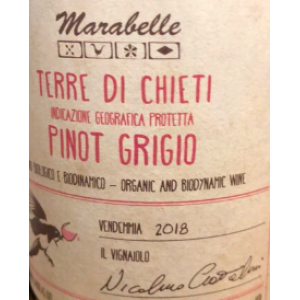 Marabelle
TERRE DI CHIETI
INDICAZIONE GEOGRAFICA PROTETTA
PINOT GRIGIO
BIOLOGICO E BIODINAMICO - ORGANIC AND BIODYNAMIC WINE
VENDEMMIA 2018
IL VIGNAIOLO